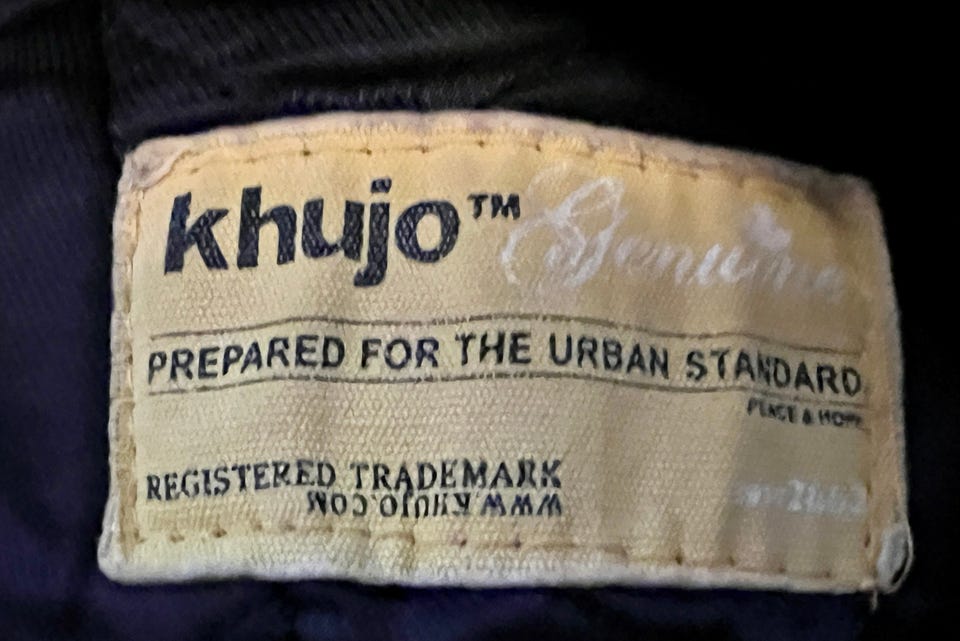 khujo™ Genuine
PREPARED FOR THE URBAN STANDARD
PEACE & HOPE
REGISTERED TRADEMARK
WWW.KHUJO.COM